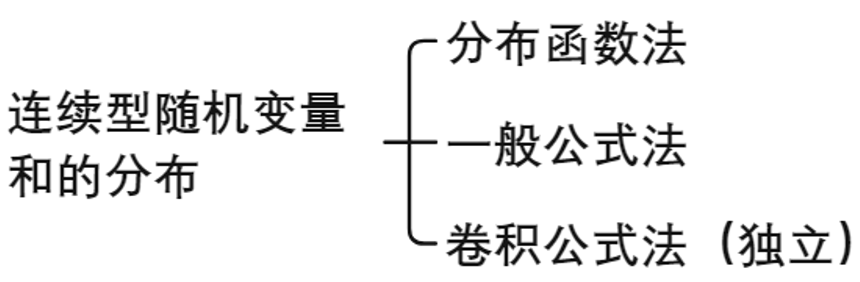 连续型随机变量
和的分布
分布函数法
一般公式法
卷积公式法（独立）